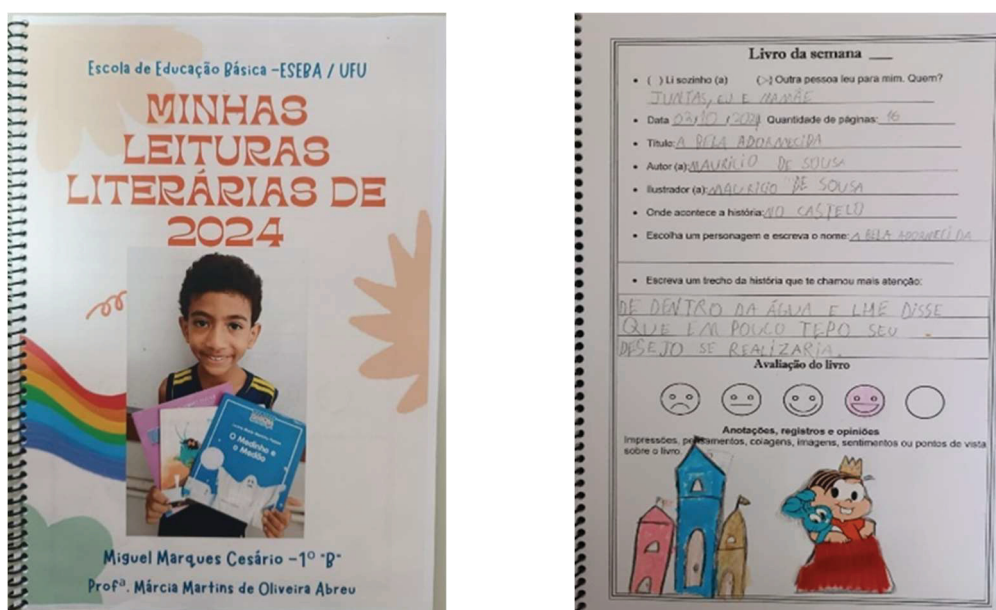 Escola de Educação Básica -ESEBA / UFU
MINHAS
LEITURAS
LITERÁRIAS DE
2024
O Medinho e
o Medão
Miguel Marques Cesário -1º "B"
Profª. Márcia Martins de Oliveira Abreu
Livro da semana ___
• ( ) Li sozinho (a) (×) Outra pessoa leu para mim. Quem?
JUNTAS, EU E MAMÃE
• Data 03/10/2024 Quantidade de páginas: 16
• Título: A BELA ADORMECIDA
• Autor (a): MAURICIO DE SOUSA
• Ilustrador (a): MAURICIO DE SOUSA
• Onde acontece a história: NO CASTELO
• Escolha um personagem e escreva o nome: A BELA ADORMECIDA
• Escreva um trecho da história que te chamou mais atenção:
DE DENTRO DA ÁGUA E LHE DISSE
QUE EM POUCO TEPO SEU
DESEJO SE REALIZARIA.
Avaliação do livro
Anotações, registros e opiniões
Impressões, pensamentos, colagens, imagens, sentimentos ou pontos de vista
sobre o livro.